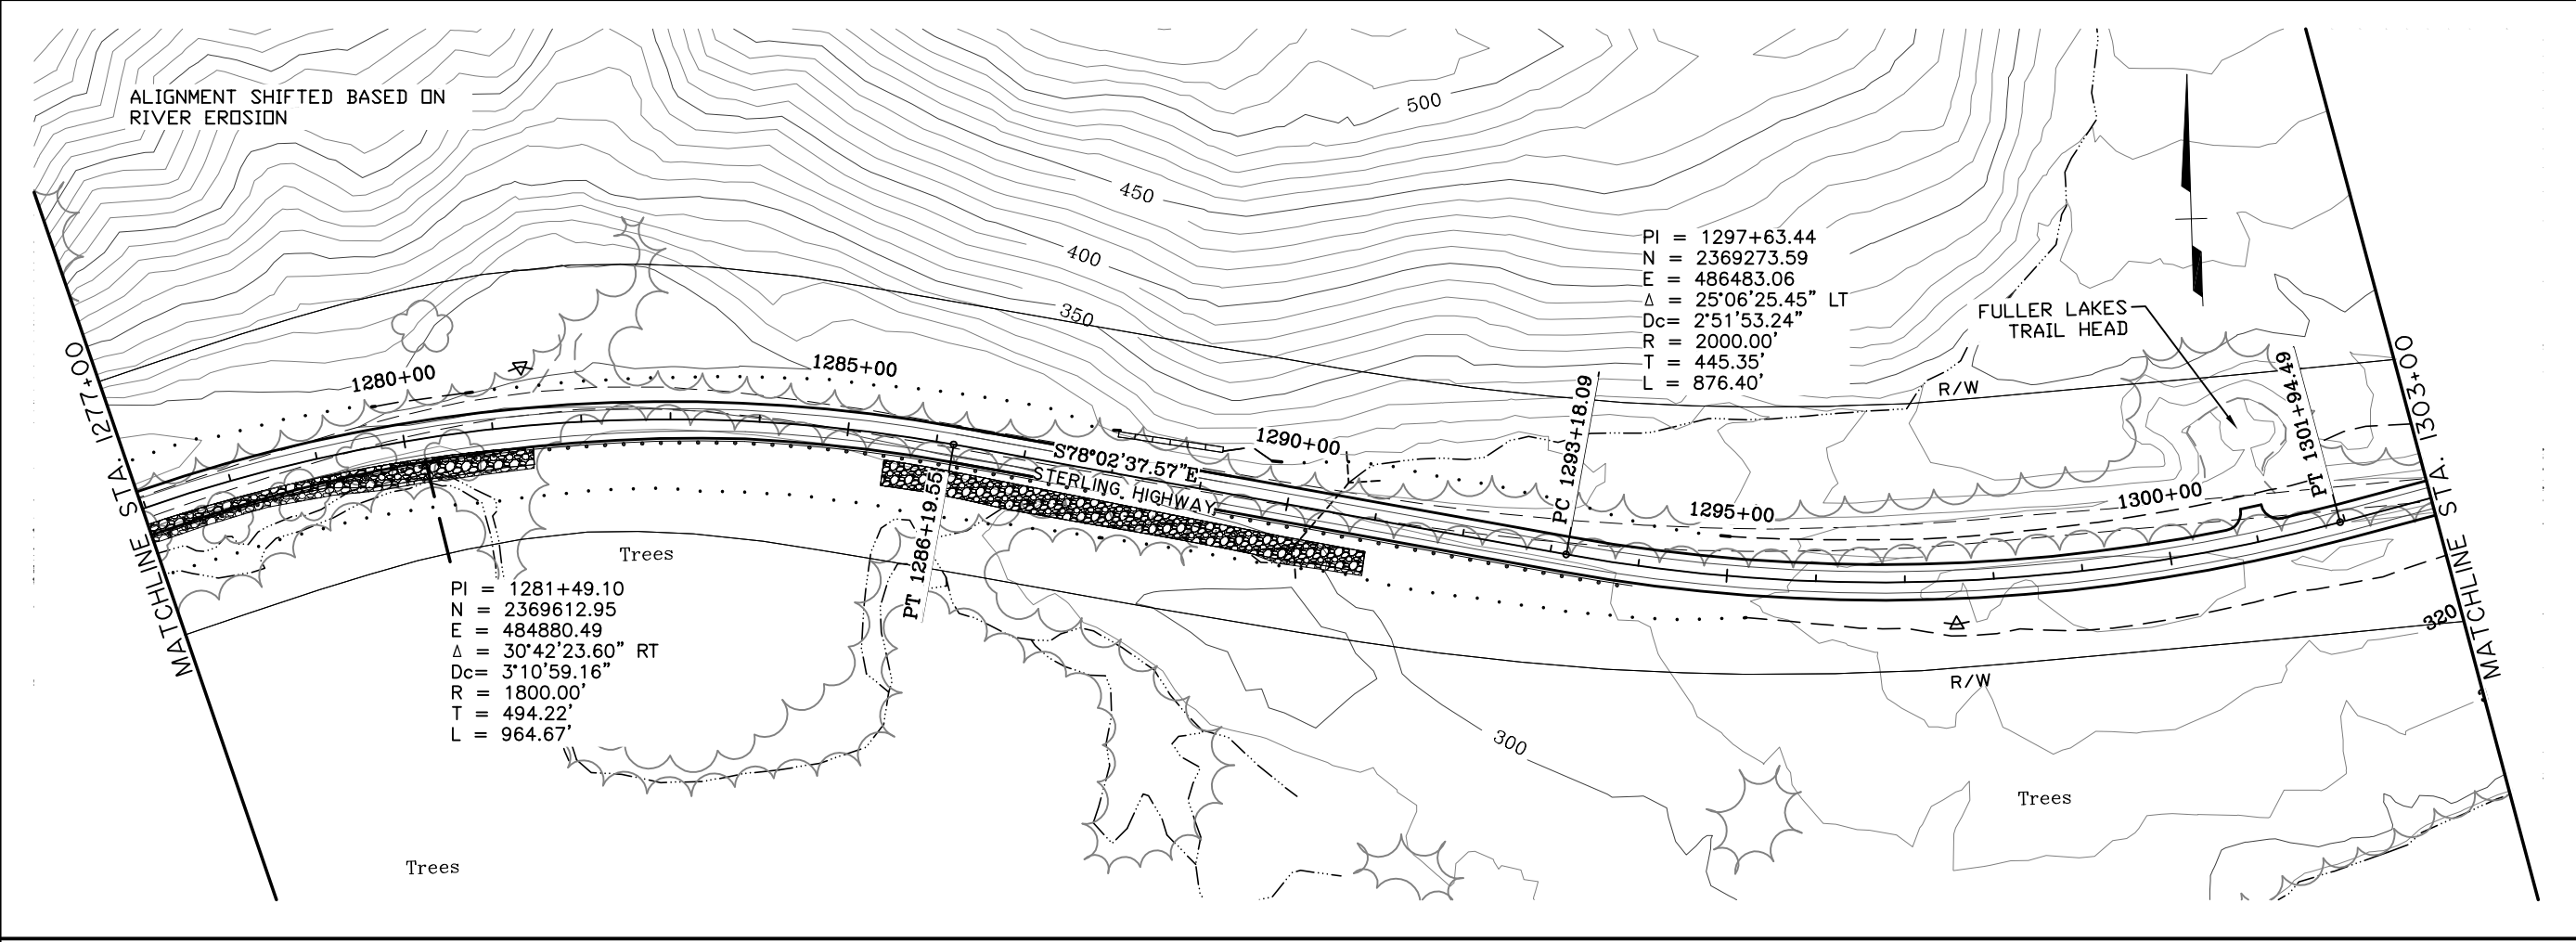 ALIGNMENT SHIFTED BASED ON
RIVER EROSION
500
450
400
350
PI = 1297+63.44
N = 2369273.59
E = 486483.06
Δ = 25°06'25.45" LT
Dc= 2°51'53.24"
R = 2000.00'
T = 445.35'
L = 876.40'
FULLER LAKES
TRAIL HEAD
R/W
MATCHLINE STA. 1277+00
1280+00
1285+00
S78°02'37.57"E
STERLING HIGHWAY
1290+00
PT 1286+19.55
PC 1293+18.09
1295+00
1300+00
PT 1301+94.49
MATCHLINE STA. 1303+00
320
R/W
Trees
PI = 1281+49.10
N = 2369612.95
E = 484880.49
Δ = 30°42'23.60" RT
Dc= 3°10'59.16"
R = 1800.00'
T = 494.22'
L = 964.67'
300
Trees
Trees